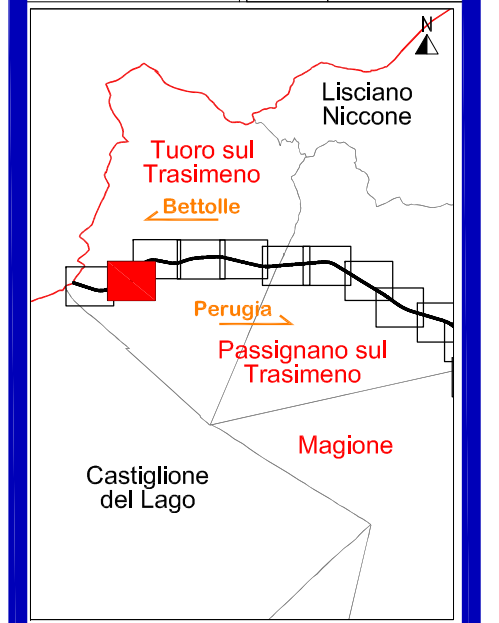 N
Lisciano
Niccone
Tuoro sul
Trasimeno
Bettolle
Perugia
Passignano sul
Trasimeno
Magione
Castiglione
del Lago